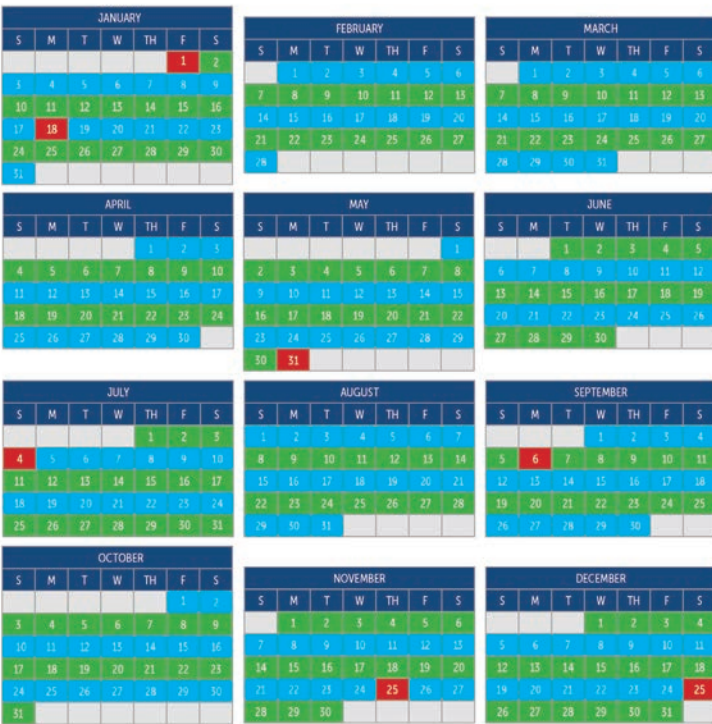 JANUARY
S M T W TH F S
1 2
3 4 5 6 7 8 9
10 11 12 13 14 15 16
17 18 19 20 21 22 23
24 25 26 27 28 29 30
31
FEBRUARY
S M T W TH F S
1 2 3 4 5 6
7 8 9 10 11 12 13
14 15 16 17 18 19 20
21 22 23 24 25 26 27
28
MARCH
S M T W TH F S
1 2 3 4 5 6
7 8 9 10 11 12 13
14 15 16 17 18 19 20
21 22 23 24 25 26 27
28 29 30 31
APRIL
S M T W TH F S
1 2 3
4 5 6 7 8 9 10
11 12 13 14 15 16 17
18 19 20 21 22 23 24
25 26 27 28 29 30
MAY
S M T W TH F S
1
2 3 4 5 6 7 8
9 10 11 12 13 14 15
16 17 18 19 20 21 22
23 24 25 26 27 28 29
30 31
JUNE
S M T W TH F S
1 2 3 4 5
6 7 8 9 10 11 12
13 14 15 16 17 18 19
20 21 22 23 24 25 26
27 28 29 30
JULY
S M T W TH F S
1 2 3
4 5 6 7 8 9 10
11 12 13 14 15 16 17
18 19 20 21 22 23 24
25 26 27 28 29 30 31
AUGUST
S M T W TH F S
1 2 3 4 5 6 7
8 9 10 11 12 13 14
15 16 17 18 19 20 21
22 23 24 25 26 27 28
29 30 31
SEPTEMBER
S M T W TH F S
1 2 3 4
5 6 7 8 9 10 11
12 13 14 15 16 17 18
19 20 21 22 23 24 25
26 27 28 29 30
OCTOBER
S M T W TH F S
1 2
3 4 5 6 7 8 9
10 11 12 13 14 15 16
17 18 19 20 21 22 23
24 25 26 27 28 29 30
31
NOVEMBER
S M T W TH F S
1 2 3 4 5 6
7 8 9 10 11 12 13
14 15 16 17 18 19 20
21 22 23 24 25 26 27
28 29 30
DECEMBER
S M T W TH F S
1 2 3 4
5 6 7 8 9 10 11
12 13 14 15 16 17 18
19 20 21 22 23 24 25
26 27 28 29 30 31